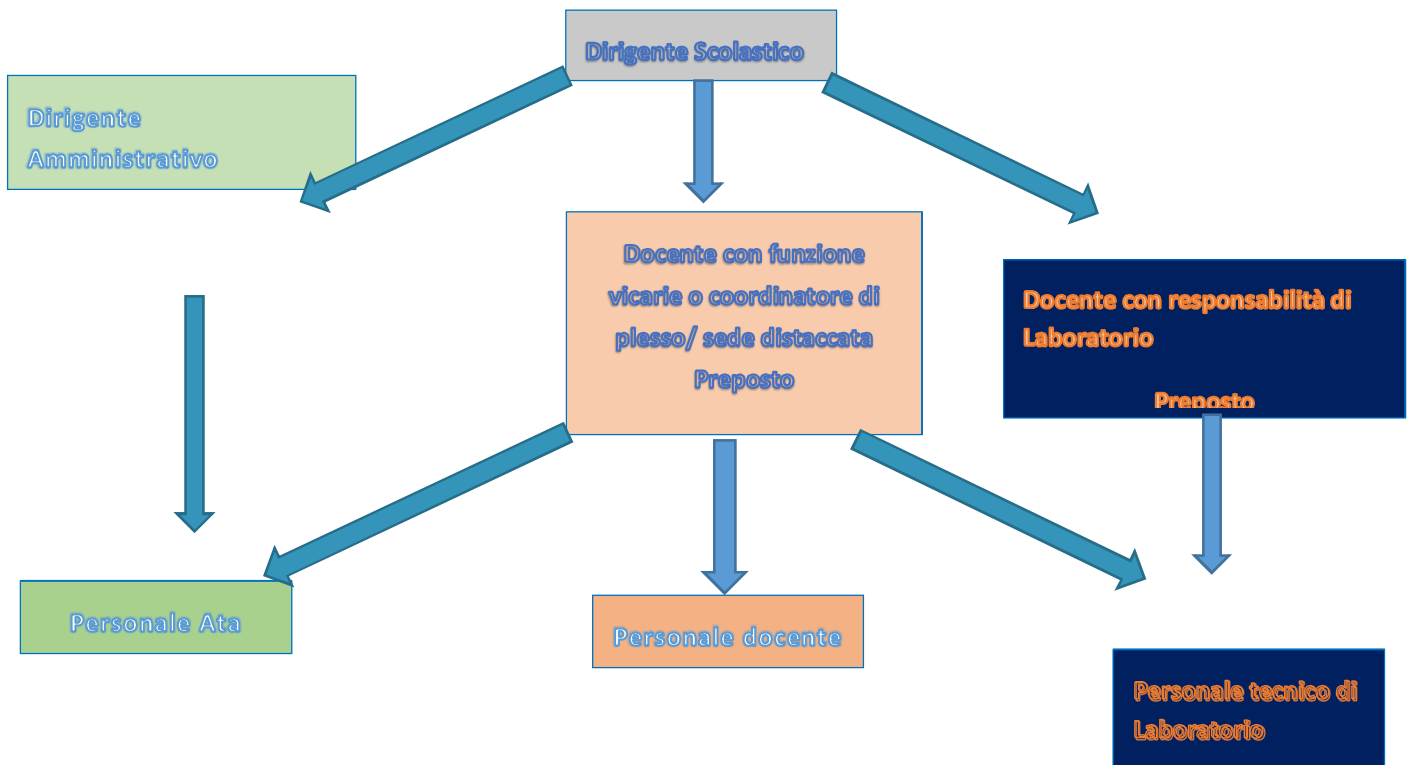 Dirigente Scolastico
Dirigente
Amministrativo
Docente con funzione
vicarie o coordinatore di
plesso/ sede distaccata
Preposto
Docente con responsabilità di
Laboratorio
Preposto
Personale Ata
Personale docente
Personale tecnico di
Laboratorio